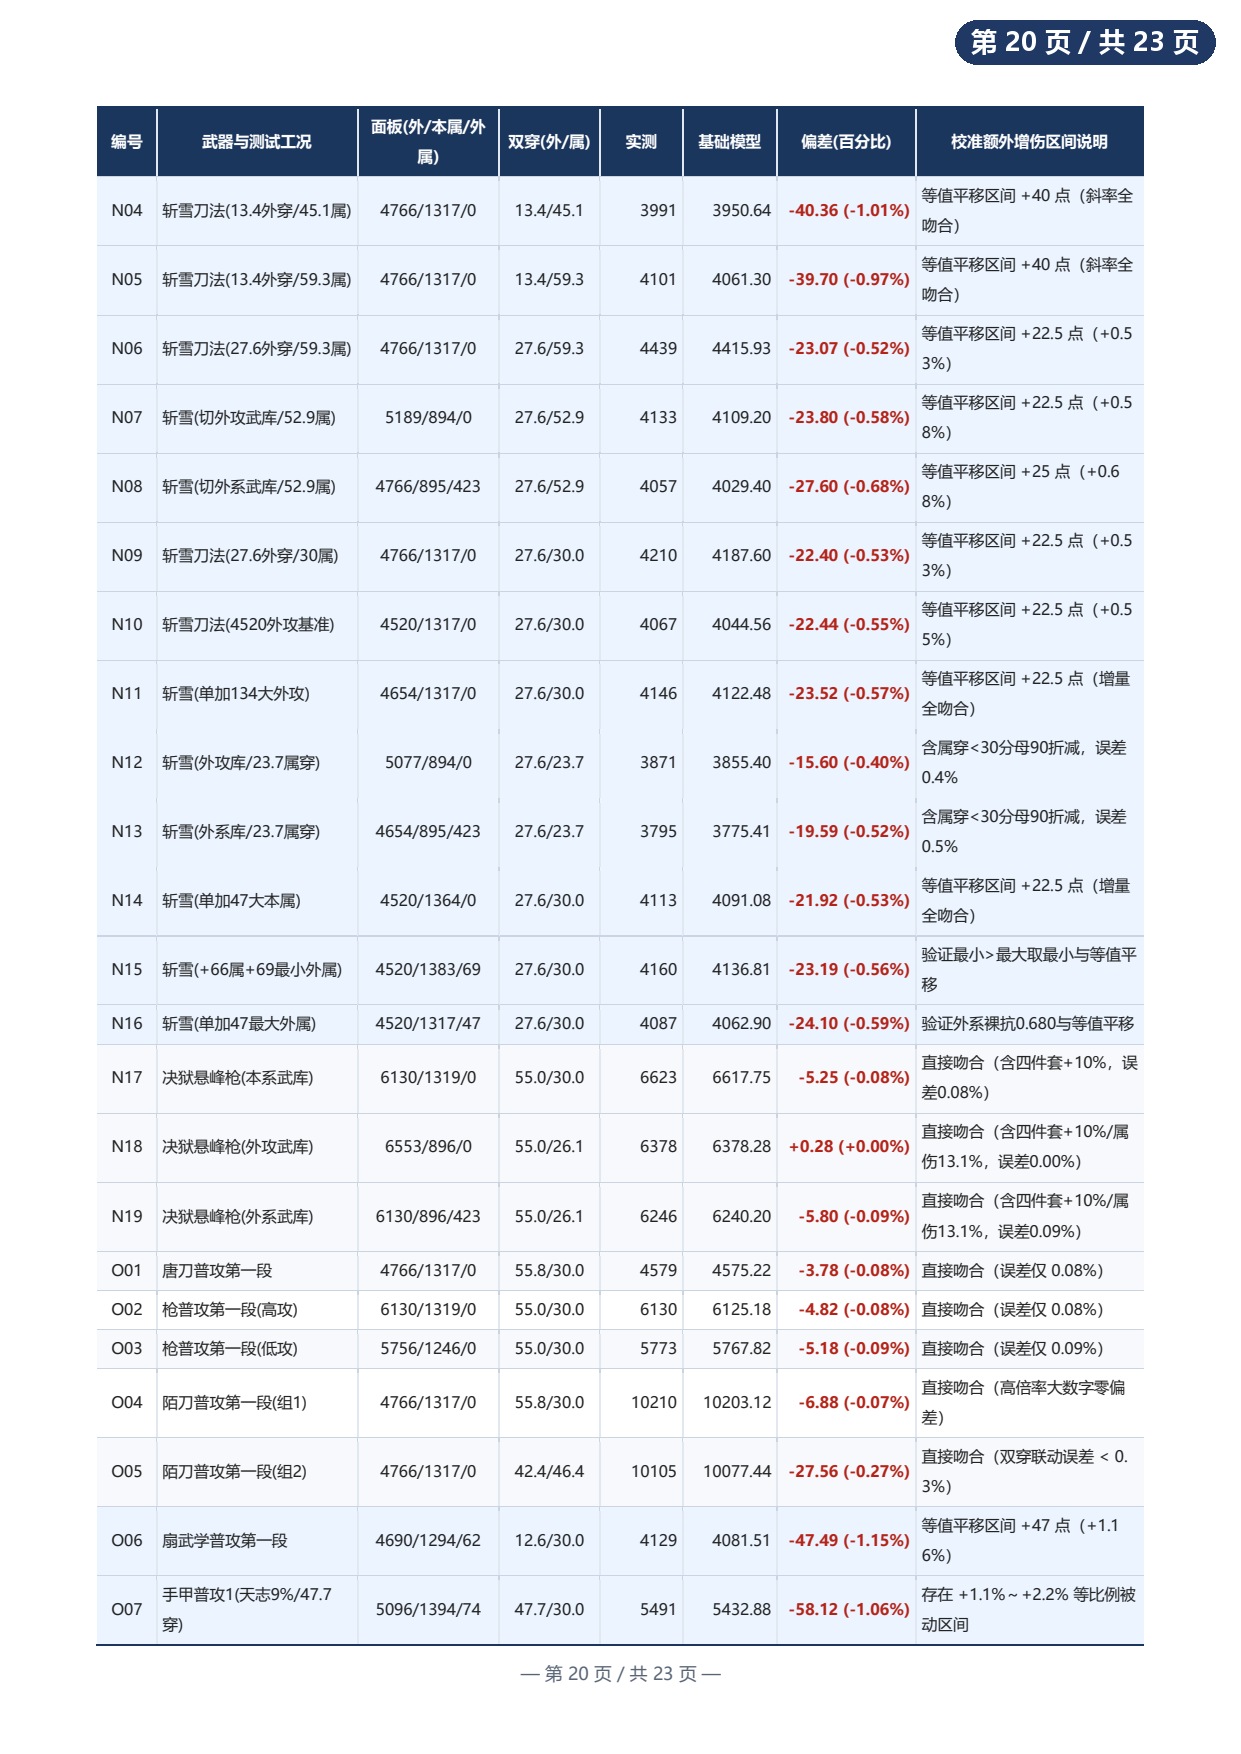 第 20 页 / 共 23 页
编号 武器与测试工况 面板(外/本属/外属) 双穿(外/属) 实测 基础模型 偏差(百分比) 校准额外增伤区间说明
N04 斩雪刀法(13.4外穿/45.1属) 4766/1317/0 13.4/45.1 3991 3950.64 -40.36 (-1.01%) 等值平移区间 +40 点（斜率全吻合）
N05 斩雪刀法(13.4外穿/59.3属) 4766/1317/0 13.4/59.3 4101 4061.30 -39.70 (-0.97%) 等值平移区间 +40 点（斜率全吻合）
N06 斩雪刀法(27.6外穿/59.3属) 4766/1317/0 27.6/59.3 4439 4415.93 -23.07 (-0.52%) 等值平移区间 +22.5 点（+0.53%）
N07 斩雪(切外攻武库/52.9属) 5189/894/0 27.6/52.9 4133 4109.20 -23.80 (-0.58%) 等值平移区间 +22.5 点（+0.58%）
N08 斩雪(切外系武库/52.9属) 4766/895/423 27.6/52.9 4057 4029.40 -27.60 (-0.68%) 等值平移区间 +25 点（+0.68%）
N09 斩雪刀法(27.6外穿/30属) 4766/1317/0 27.6/30.0 4210 4187.60 -22.40 (-0.53%) 等值平移区间 +22.5 点（+0.53%）
N10 斩雪刀法(4520外攻基准) 4520/1317/0 27.6/30.0 4067 4044.56 -22.44 (-0.55%) 等值平移区间 +22.5 点（+0.55%）
N11 斩雪(单加134大外攻) 4654/1317/0 27.6/30.0 4146 4122.48 -23.52 (-0.57%) 等值平移区间 +22.5 点（增量全吻合）
N12 斩雪(外攻库/23.7属穿) 5077/894/0 27.6/23.7 3871 3855.40 -15.60 (-0.40%) 含属穿<30分母90折减，误差0.4%
N13 斩雪(外系库/23.7属穿) 4654/895/423 27.6/23.7 3795 3775.41 -19.59 (-0.52%) 含属穿<30分母90折减，误差0.5%
N14 斩雪(单加47大本属) 4520/1364/0 27.6/30.0 4113 4091.08 -21.92 (-0.53%) 等值平移区间 +22.5 点（增量全吻合）
N15 斩雪(+66属+69最小外属) 4520/1383/69 27.6/30.0 4160 4136.81 -23.19 (-0.56%) 验证最小>最大取最小与等值平移
N16 斩雪(单加47最大外属) 4520/1317/47 27.6/30.0 4087 4062.90 -24.10 (-0.59%) 验证外系裸抗0.680与等值平移
N17 决狱悬峰枪(本系武库) 6130/1319/0 55.0/30.0 6623 6617.75 -5.25 (-0.08%) 直接吻合（含四件套+10%，误差0.08%）
N18 决狱悬峰枪(外攻武库) 6553/896/0 55.0/26.1 6378 6378.28 +0.28 (+0.00%) 直接吻合（含四件套+10%/属伤13.1%，误差0.00%）
N19 决狱悬峰枪(外系武库) 6130/896/423 55.0/26.1 6246 6240.20 -5.80 (-0.09%) 直接吻合（含四件套+10%/属伤13.1%，误差0.09%）
O01 唐刀普攻第一段 4766/1317/0 55.8/30.0 4579 4575.22 -3.78 (-0.08%) 直接吻合（误差仅 0.08%）
O02 枪普攻第一段(高攻) 6130/1319/0 55.0/30.0 6130 6125.18 -4.82 (-0.08%) 直接吻合（误差仅 0.08%）
O03 枪普攻第一段(低攻) 5756/1246/0 55.0/30.0 5773 5767.82 -5.18 (-0.09%) 直接吻合（误差仅 0.09%）
O04 陌刀普攻第一段(组1) 4766/1317/0 55.8/30.0 10210 10203.12 -6.88 (-0.07%) 直接吻合（高倍率大数字零偏差）
O05 陌刀普攻第一段(组2) 4766/1317/0 42.4/46.4 10105 10077.44 -27.56 (-0.27%) 直接吻合（双穿联动误差 < 0.3%）
O06 扇武学普攻第一段 4690/1294/62 12.6/30.0 4129 4081.51 -47.49 (-1.15%) 等值平移区间 +47 点（+1.16%）
O07 手甲普攻1(天志9%/47.7穿) 5096/1394/74 47.7/30.0 5491 5432.88 -58.12 (-1.06%) 存在 +1.1%～+2.2% 等比例被动区间
— 第 20 页 / 共 23 页 —